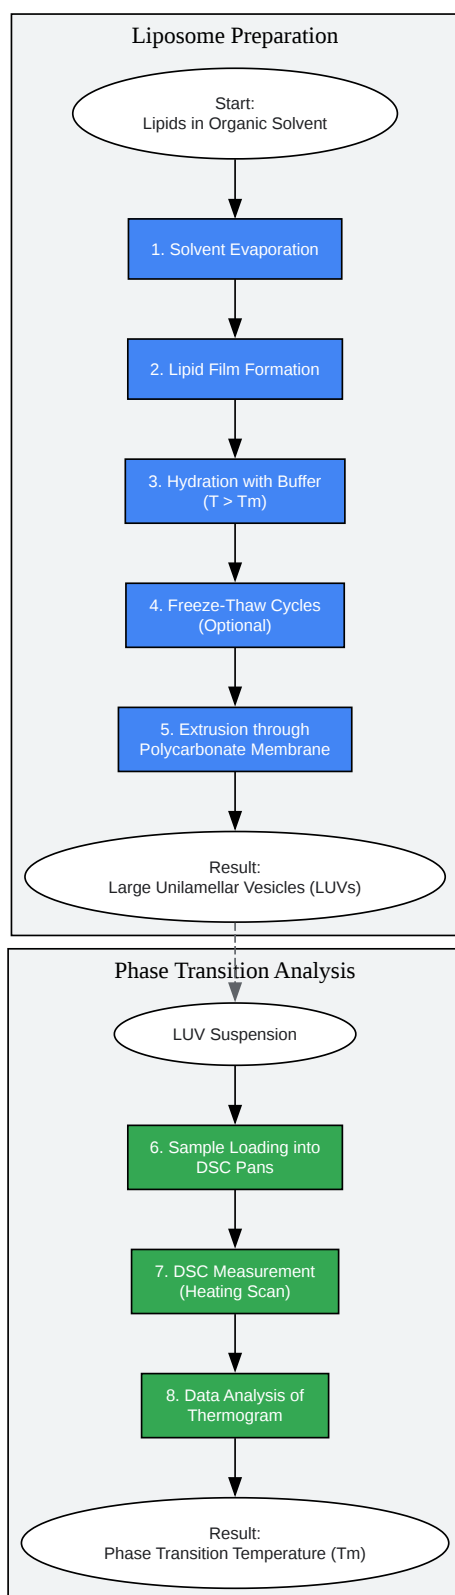 Liposome Preparation
Start:
Lipids in Organic Solvent
1. Solvent Evaporation
2. Lipid Film Formation
3. Hydration with Buffer
(T > Tm)
4. Freeze-Thaw Cycles
(Optional)
5. Extrusion through
Polycarbonate Membrane
Result:
Large Unilamellar Vesicles (LUVs)
Phase Transition Analysis
LUV Suspension
6. Sample Loading into
DSC Pans
7. DSC Measurement
(Heating Scan)
8. Data Analysis of
Thermogram
Result:
Phase Transition Temperature (Tm)